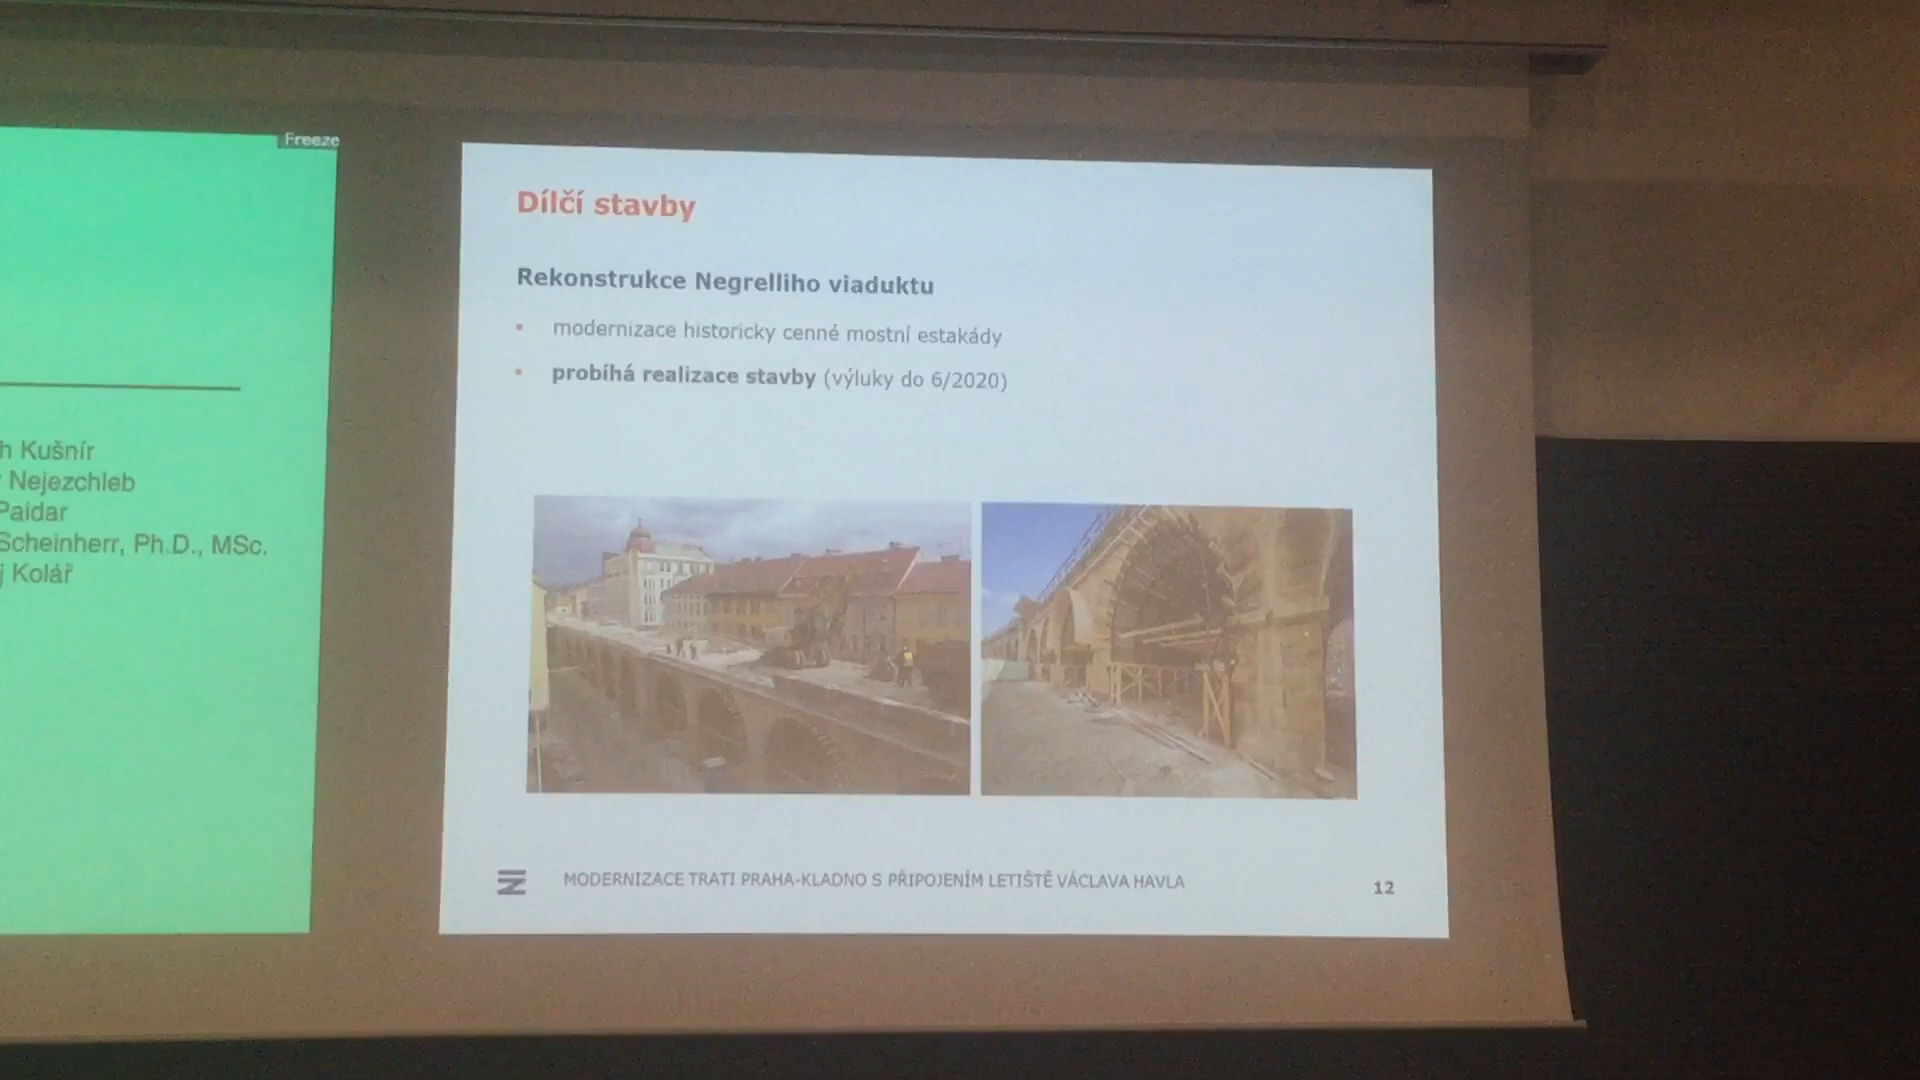 Freeze
h Kušnír
Nejezchleb
Paidar
Scheinherr, Ph.D., MSc.
j Kolář
Dílčí stavby
Rekonstrukce Negrelliho viaduktu
modernizace historicky cenné mostní estakády
probíhá realizace stavby (výluky do 6/2020)
MODERNIZACE TRATI PRAHA-KLADNO S PŘIPOJENÍM LETIŠTĚ VÁCLAVA HAVLA
12